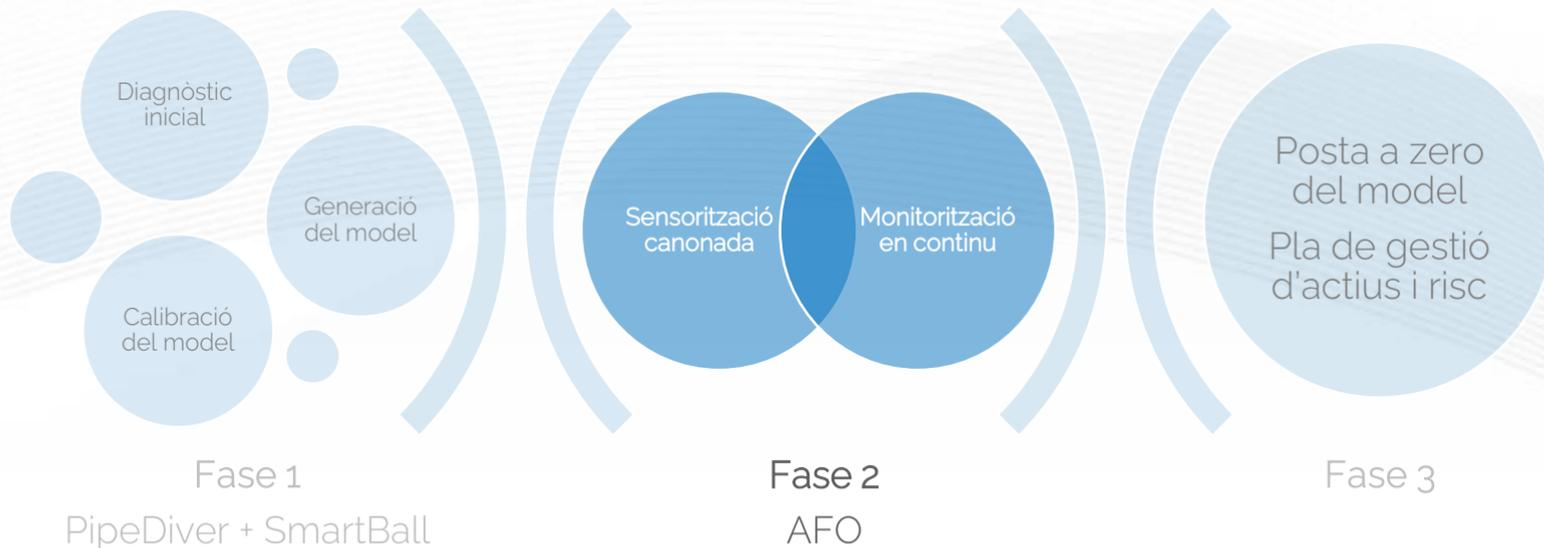 Diagnòstic
inicial
Generació
del model
Calibració
del model
Fase 1
PipeDiver + SmartBall
Sensorització
canonada
Monitorització
en continu
Fase 2
AFO
Posta a zero
del model
Pla de gestió
d'actius i risc
Fase 3